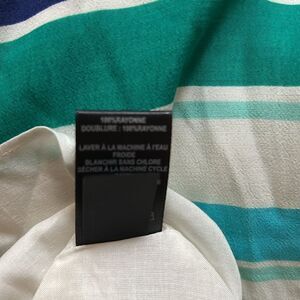 100%RAYONNE
DOUBLURE : 100%RAYONNE
LAVER À LA MACHINE À L'EAU
FROIDE
BLANCHIR SANS CHLORE
SÉCHER À LA MACHINE CYCLE